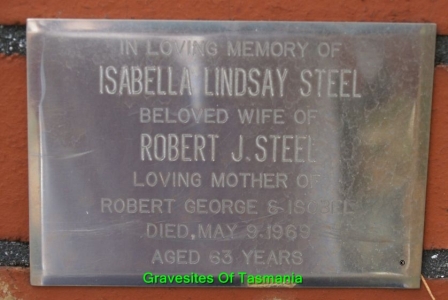 IN LOVING MEMORY OF
ISABELLA LINDSAY STEEL
BELOVED WIFE OF
ROBERT J. STEEL
LOVING MOTHER OF
ROBERT GEORGE &
DIED, MAY 9. 1969
AGED 63 YEARS
Gravesites Of Tasmania